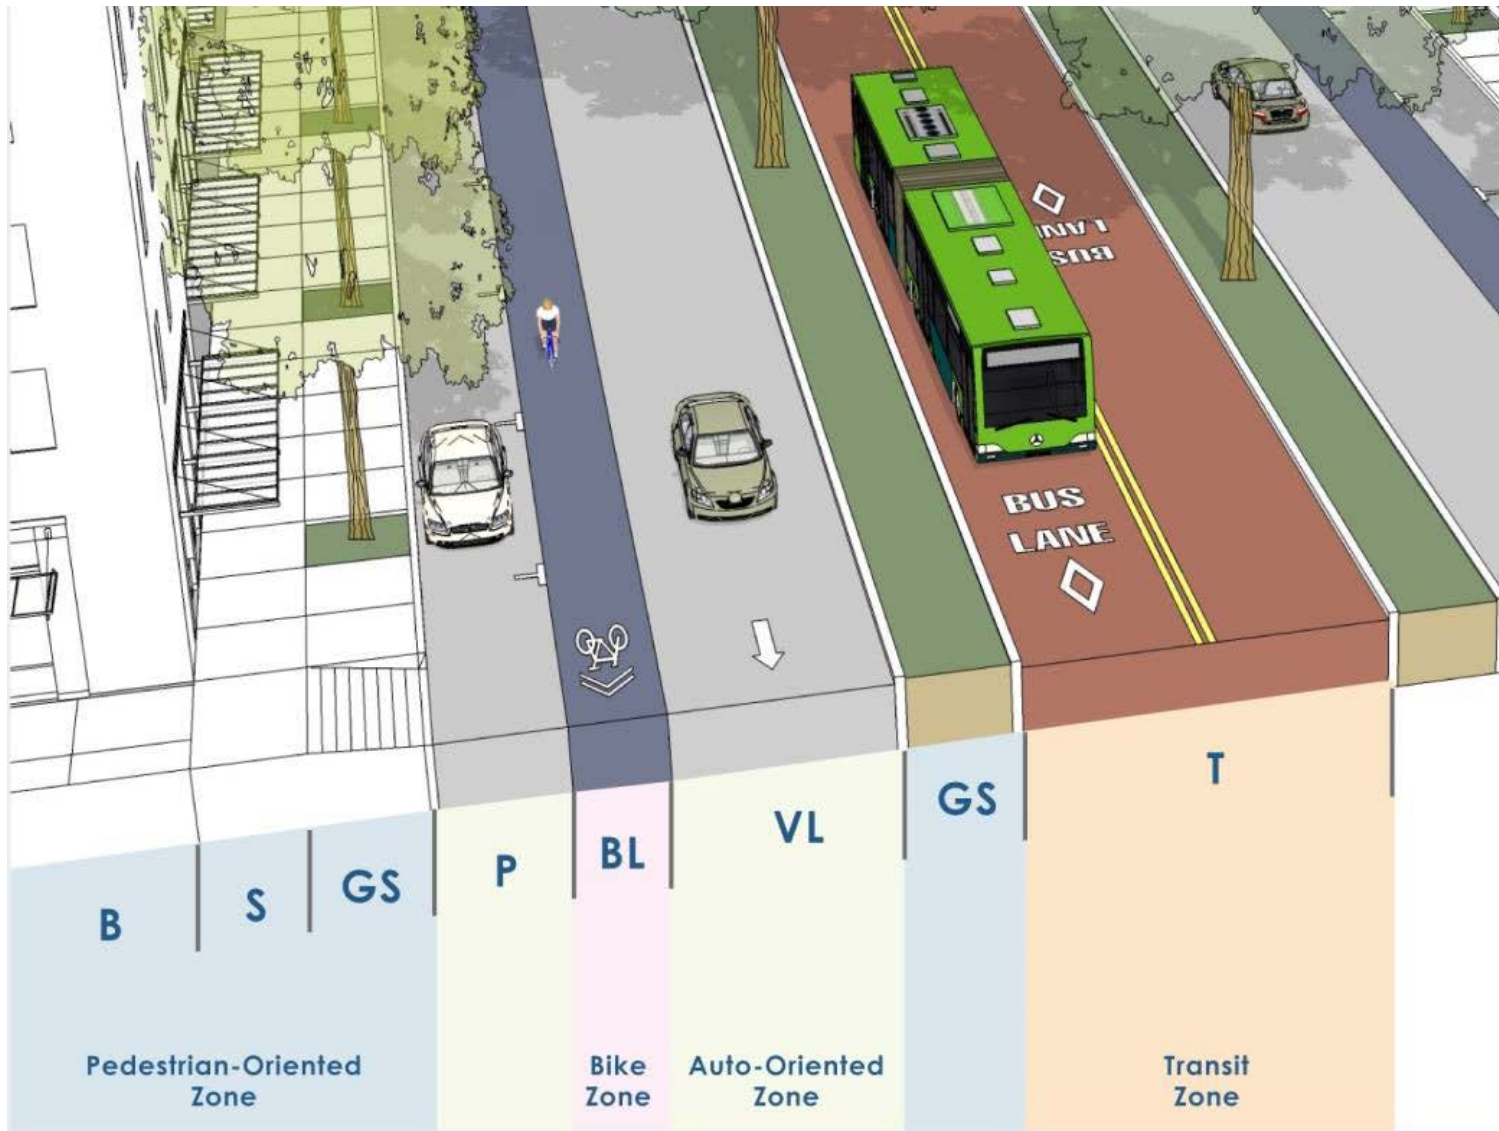 LANE
BUS
BUS
LANE
B
S
GS
P
BL
VL
GS
T
Pedestrian-Oriented
Zone
Bike
Zone
Auto-Oriented
Zone
Transit
Zone